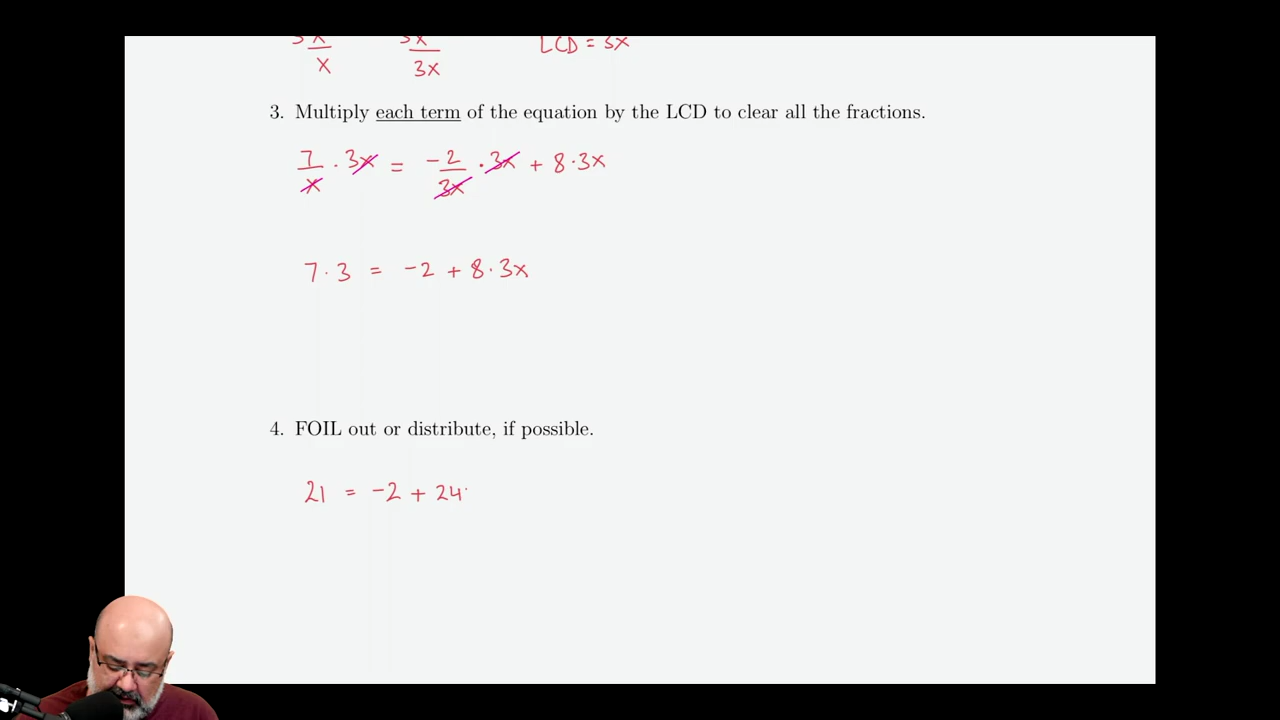 x x LCD = 3x
x 3x
3. Multiply each term of the equation by the LCD to clear all the fractions.
7/x · 3x = -2/3x · 3x + 8·3x
7·3 = -2 + 8·3x
4. FOIL out or distribute, if possible.
21 = -2 + 24